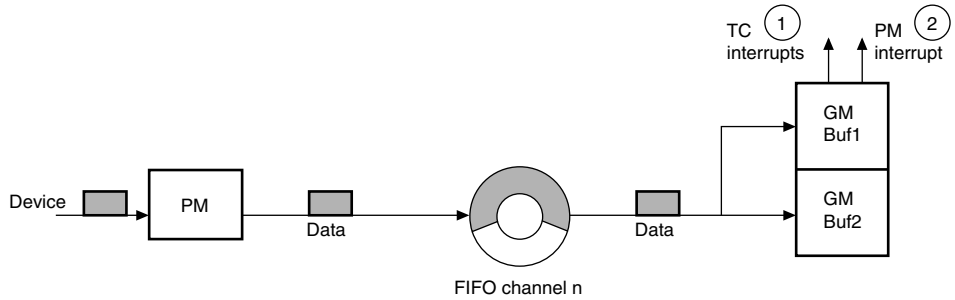 TC
interrupts
1
PM
interrupt
2
GM
Buf1
GM
Buf2
Device
PM
Data
Data
FIFO channel n